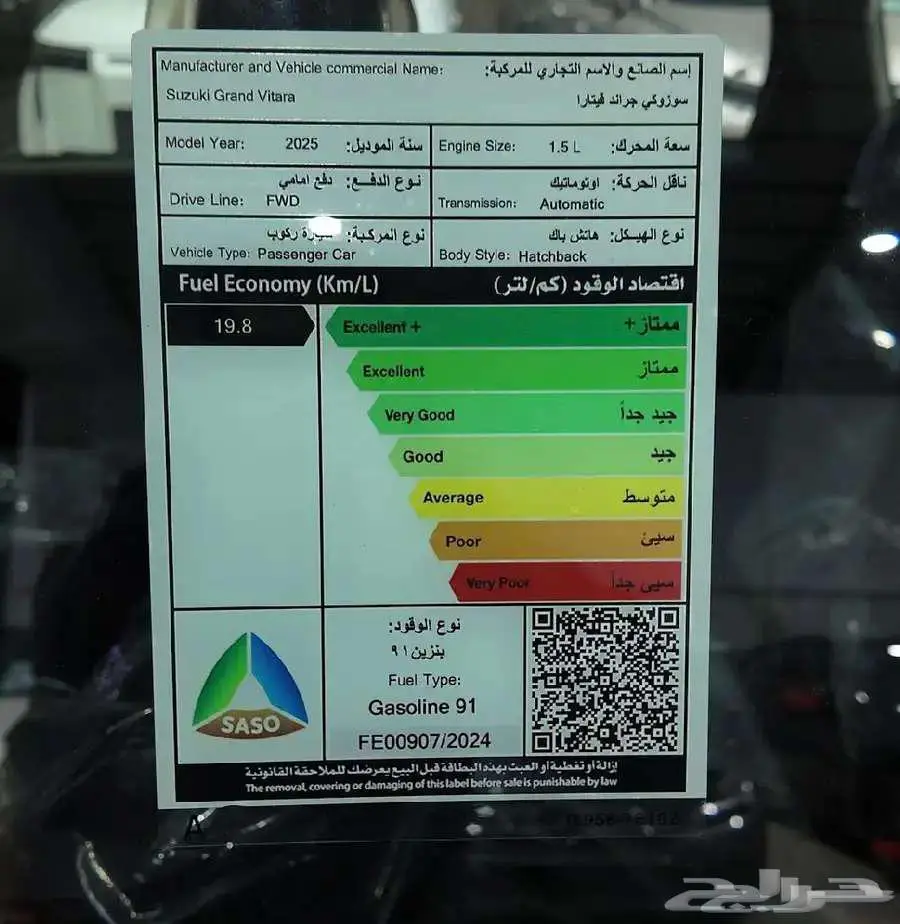 Manufacturer and Vehicle commercial Name: إسم الصانع والاسم التجاري للمركبة:
Suzuki Grand Vitara سوزوكي جراند فيتارا
Model Year: 2025 سنة الموديل:
Engine Size: 1.5 L سعة المحرك:
نوع الدفع: دفع امامي
Drive Line: FWD
ناقل الحركة: اوتوماتيك
Transmission: Automatic
نوع المركبة: سيارة ركوب
Vehicle Type: Passenger Car
نوع الهيكل: هاتش باك
Body Style: Hatchback
Fuel Economy (Km/L) اقتصاد الوقود (كم/لتر)
19.8
Excellent + ممتاز+
Excellent ممتاز
Very Good جيد جداً
Good جيد
Average متوسط
Poor سيئ
Very Poor سيئ جداً
SASO
نوع الوقود:
بنزين ٩١
Fuel Type:
Gasoline 91
FE00907/2024
إزالة أو تغطية أو العبث بهذه البطاقة قبل البيع يعرضك للملاحقة القانونية
The removal, covering or damaging of this label before sale is punishable by law
A
حراج